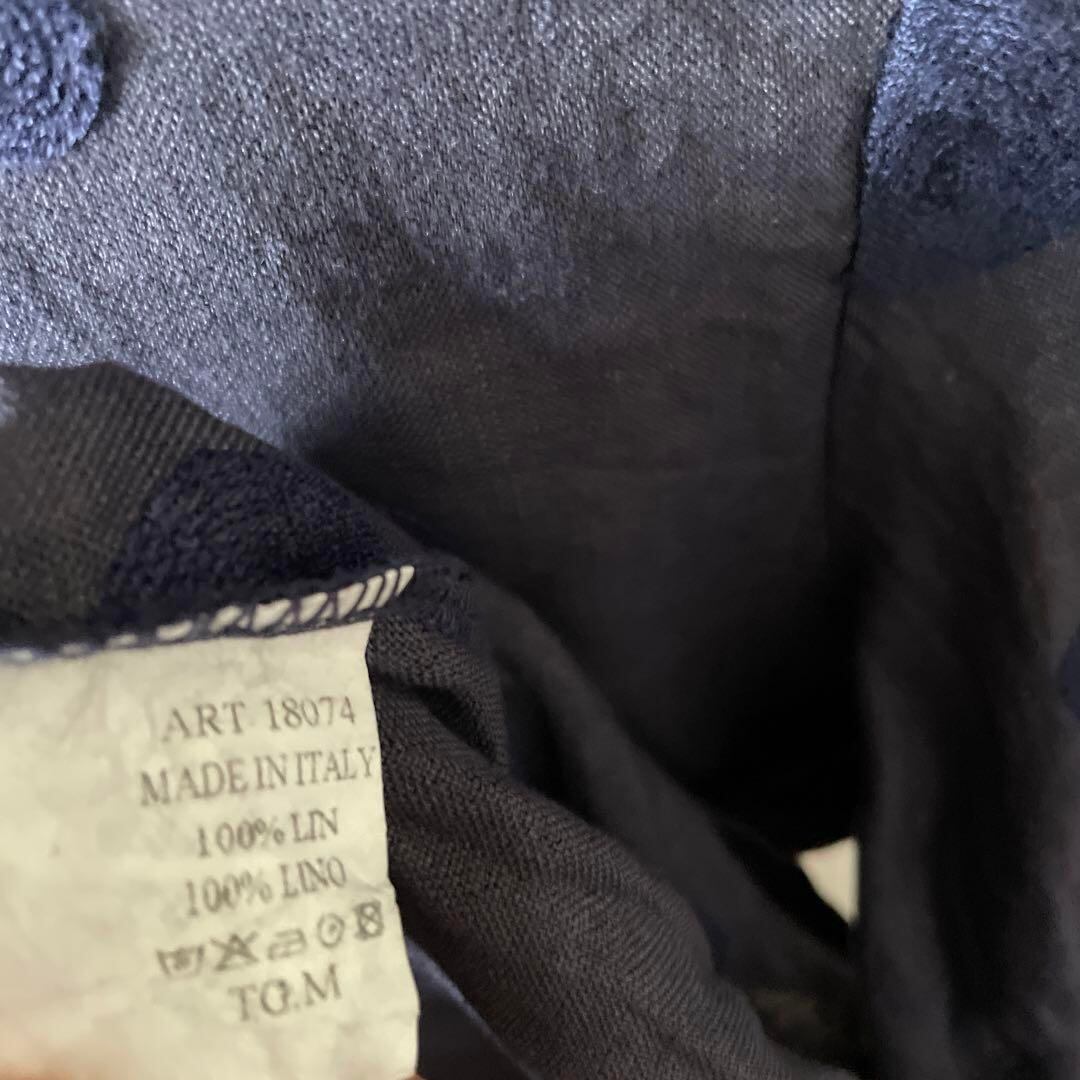 ART 18074
MADE IN ITALY
100% LIN
100% LINO
TG.M